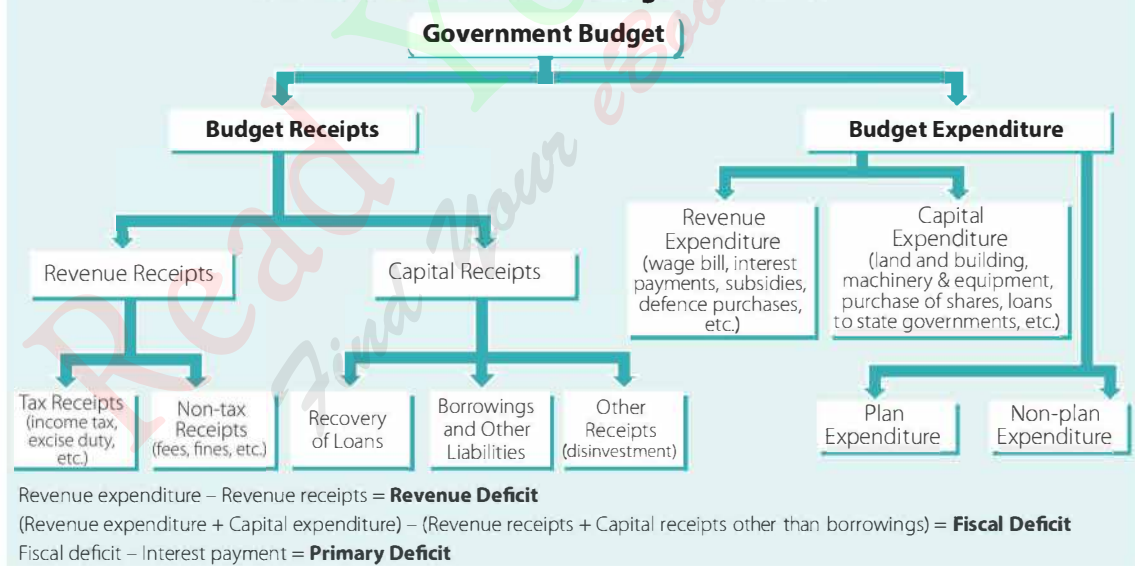 Government Budget
Budget Receipts
Budget Expenditure
Revenue
Expenditure
(wage bill, interest
payments, subsidies,
defence purchases,
etc.)
Capital
Expenditure
(land and building,
machinery & equipment,
purchase of shares, loans
to state governments, etc.)
Revenue Receipts
Capital Receipts
Tax Receipts
(income tax,
excise duty,
etc.)
Non-tax
Receipts
(fees, fines, etc.)
Recovery
of Loans
Borrowings
and Other
Liabilities
Other
Receipts
(disinvestment)
Plan
Expenditure
Non-plan
Expenditure
Revenue expenditure – Revenue receipts = Revenue Deficit
(Revenue expenditure + Capital expenditure) – (Revenue receipts + Capital receipts other than borrowings) = Fiscal Deficit
Fiscal deficit – Interest payment = Primary Deficit
Read
Find Your